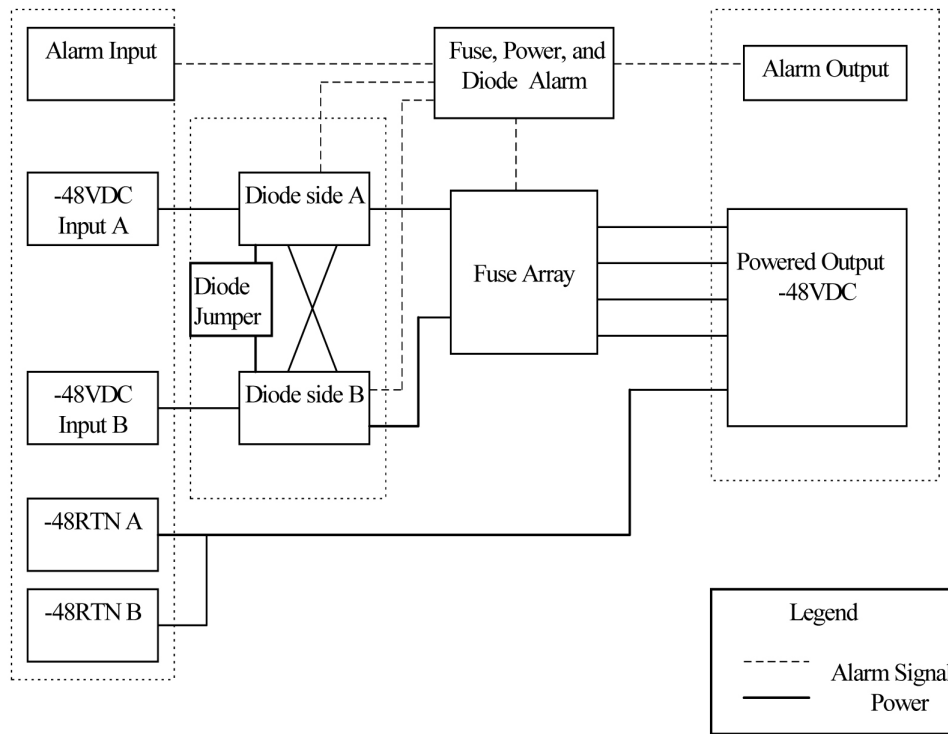 Alarm Input
Fuse, Power, and
Diode Alarm
Alarm Output
-48VDC
Input A
Diode side A
Fuse Array
Powered Output
-48VDC
Diode
Jumper
-48VDC
Input B
Diode side B
-48RTN A
-48RTN B
Legend
Alarm Signal
Power